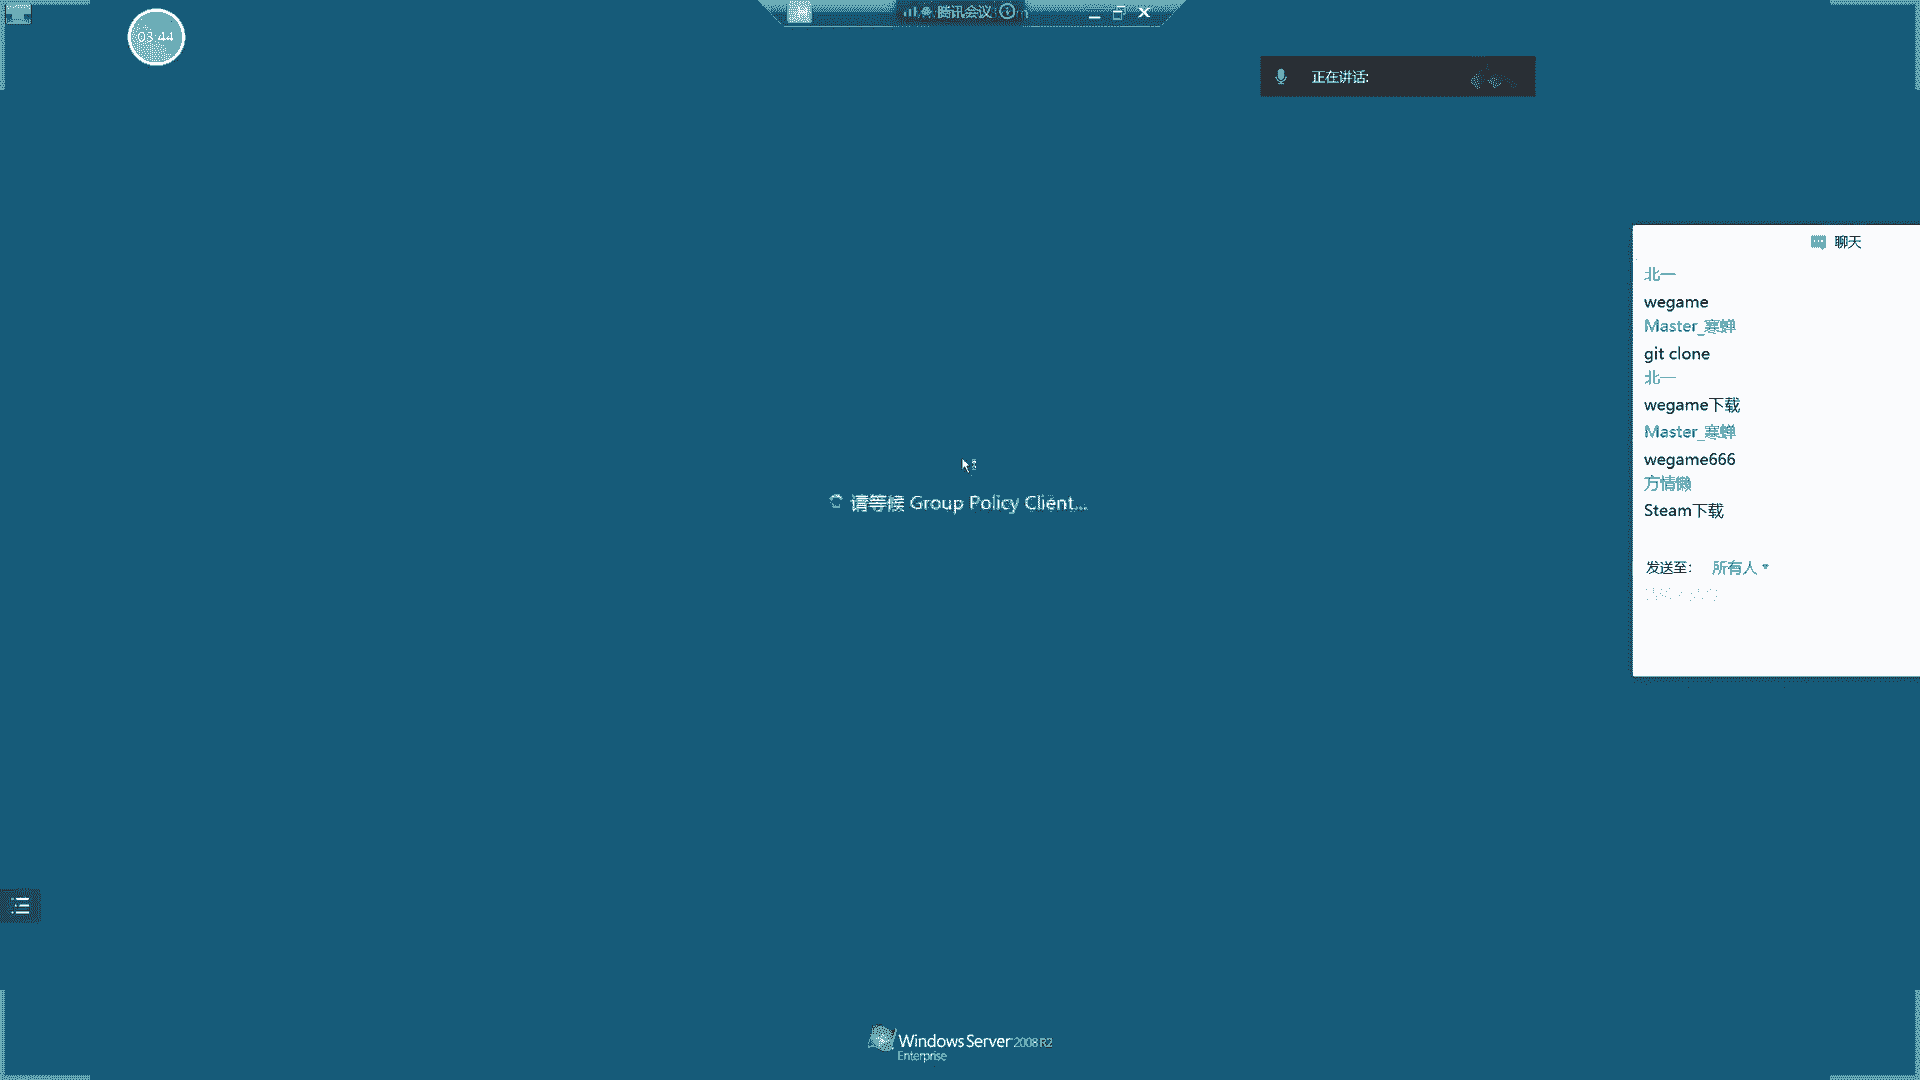 03:44
腾讯会议
正在讲话:
聊天
北一
wegame
Master_寒蝉
git clone
北一
wegame下载
Master_寒蝉
wegame666
方情懒
Steam下载
发送至: 所有人
请等候 Group Policy Client...
Windows Server 2008 R2
Enterprise